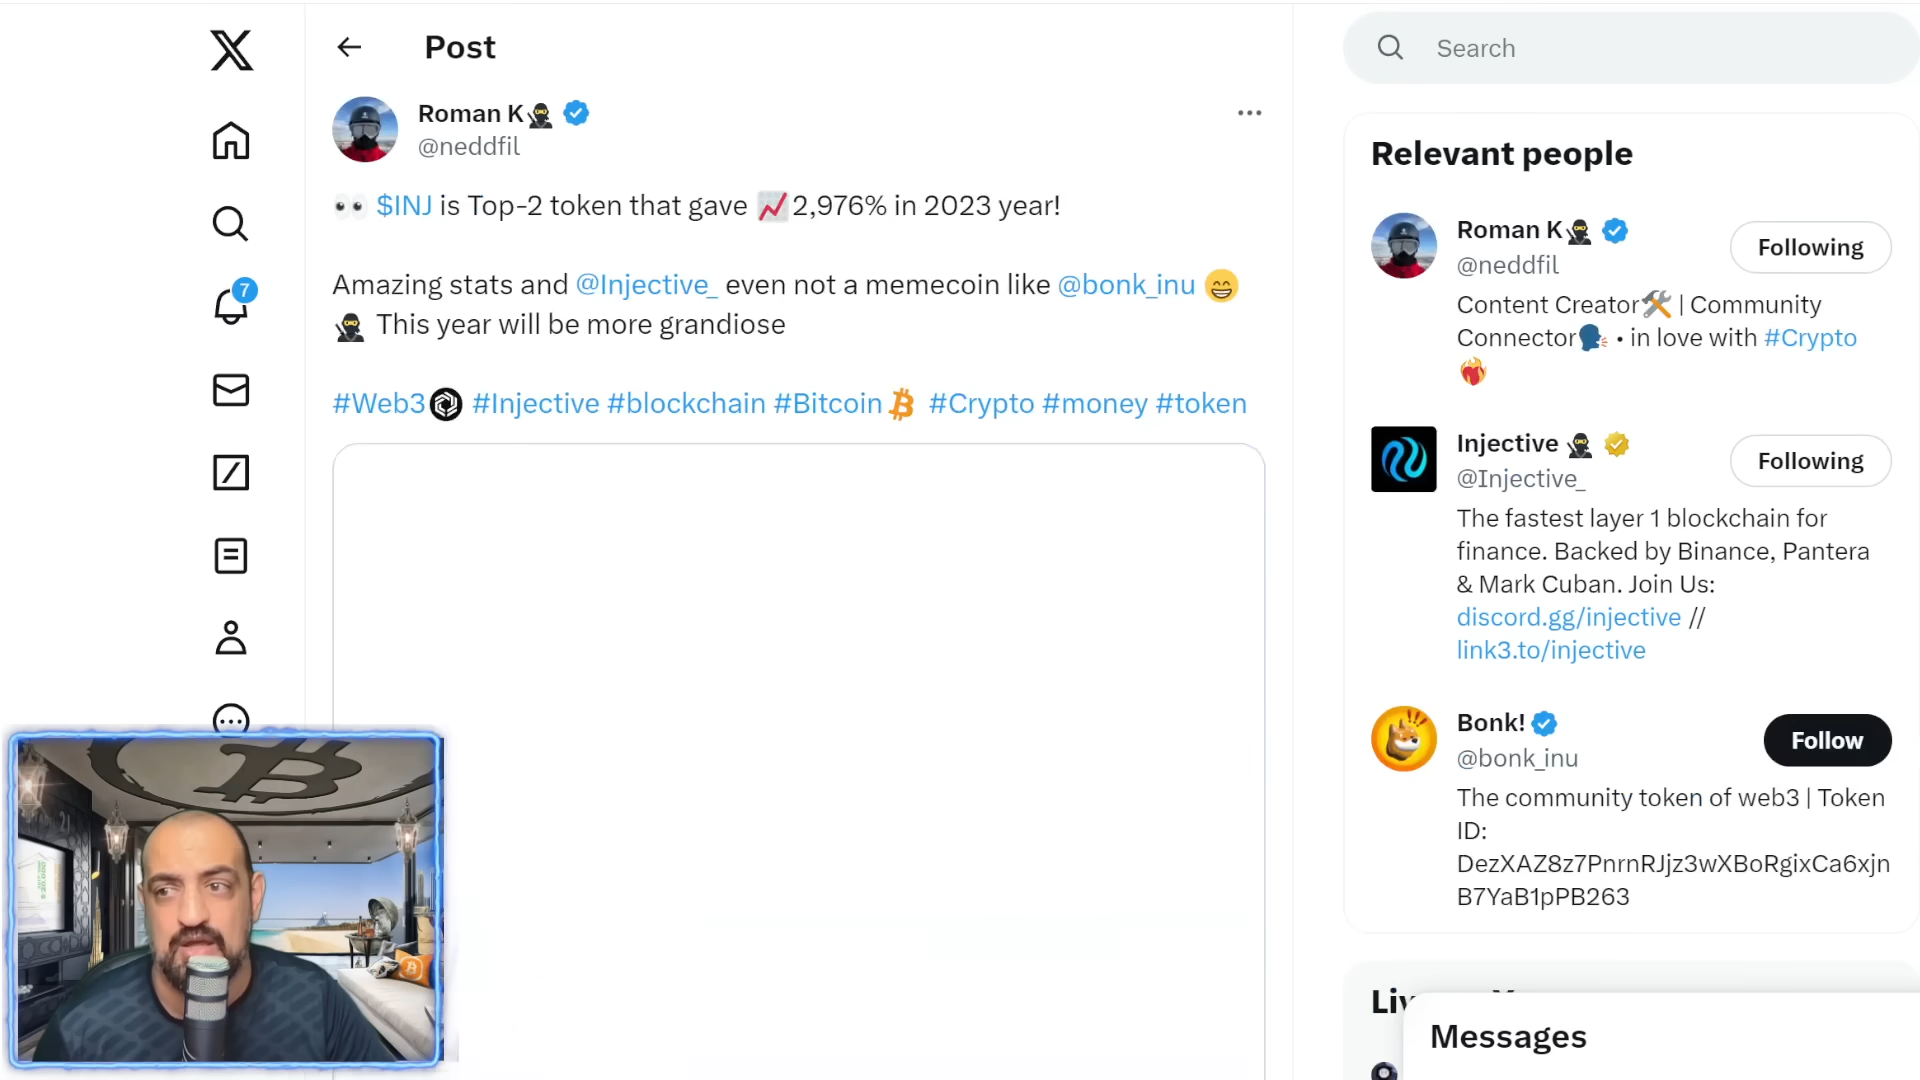 Post
Search
Roman K
@neddfil
$INJ is Top-2 token that gave 2,976% in 2023 year!
Amazing stats and @Injective_ even not a memecoin like @bonk_inu
This year will be more grandiose
#Web3 #Injective #blockchain #Bitcoin #Crypto #money #token
7
Relevant people
Roman K
Following
@neddfil
Content Creator | Community
Connector • in love with #Crypto
Injective
Following
@Injective_
The fastest layer 1 blockchain for
finance. Backed by Binance, Pantera
& Mark Cuban. Join Us:
discord.gg/injective //
link3.to/injective
Bonk!
Follow
@bonk_inu
The community token of web3 | Token
ID:
DezXAZ8z7PnrnRJjz3wXBoRgixCa6xjn
B7YaB1pPB263
Messages